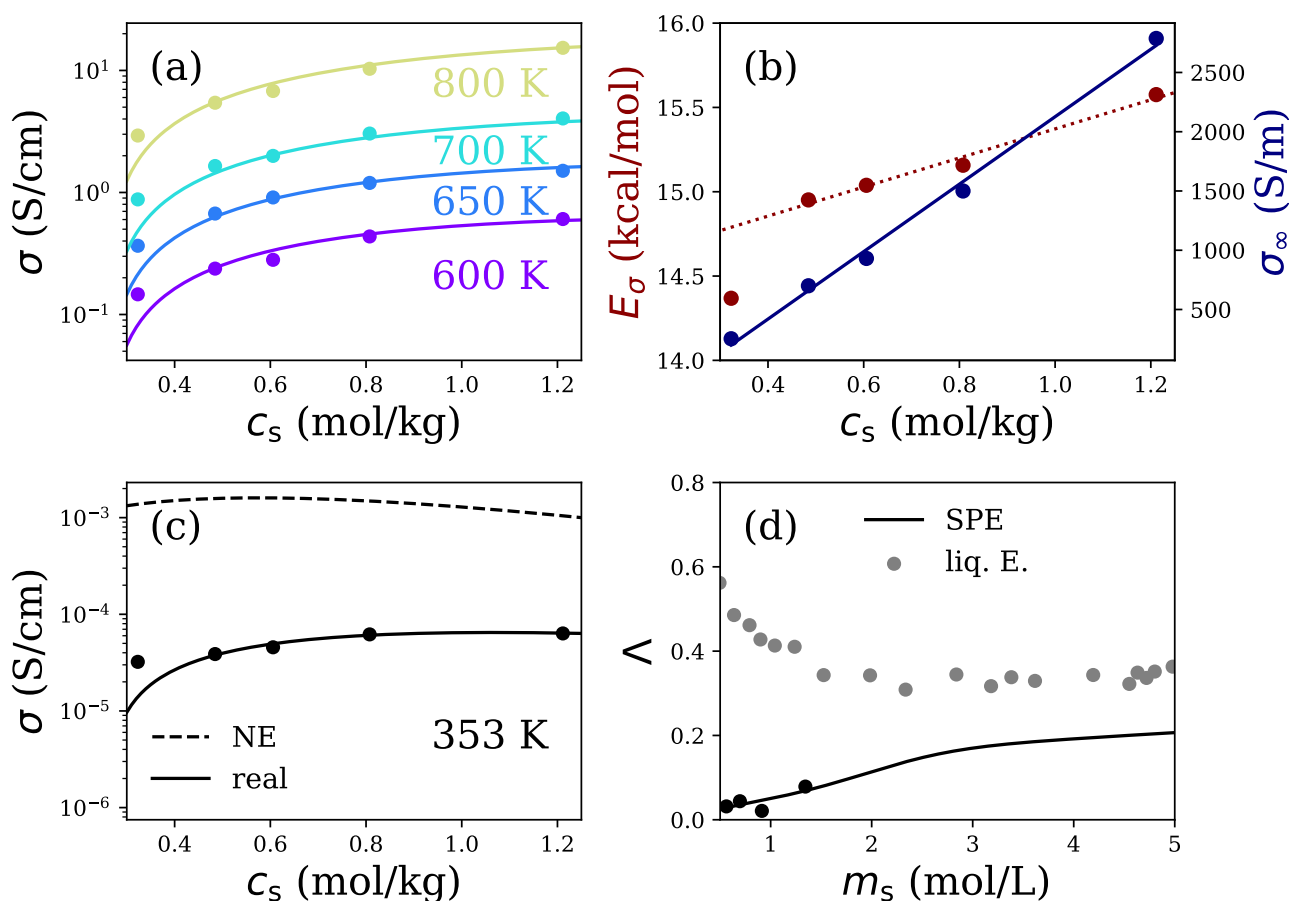 (a)
800 K
700 K
650 K
600 K
10¹
10⁰
10⁻¹
σ (S/cm)
0.4 0.6 0.8 1.0 1.2
cₛ (mol/kg)
(b)
16.0
15.5
15.0
14.5
14.0
E_σ (kcal/mol)
2500
2000
1500
1000
500
σ_∞ (S/m)
0.4 0.6 0.8 1.0 1.2
cₛ (mol/kg)
(c)
10⁻³
10⁻⁴
10⁻⁵
10⁻⁶
σ (S/cm)
NE
real
353 K
0.4 0.6 0.8 1.0 1.2
cₛ (mol/kg)
(d)
SPE
liq. E.
0.8
0.6
0.4
0.2
0.0
Λ
1 2 3 4 5
mₛ (mol/L)